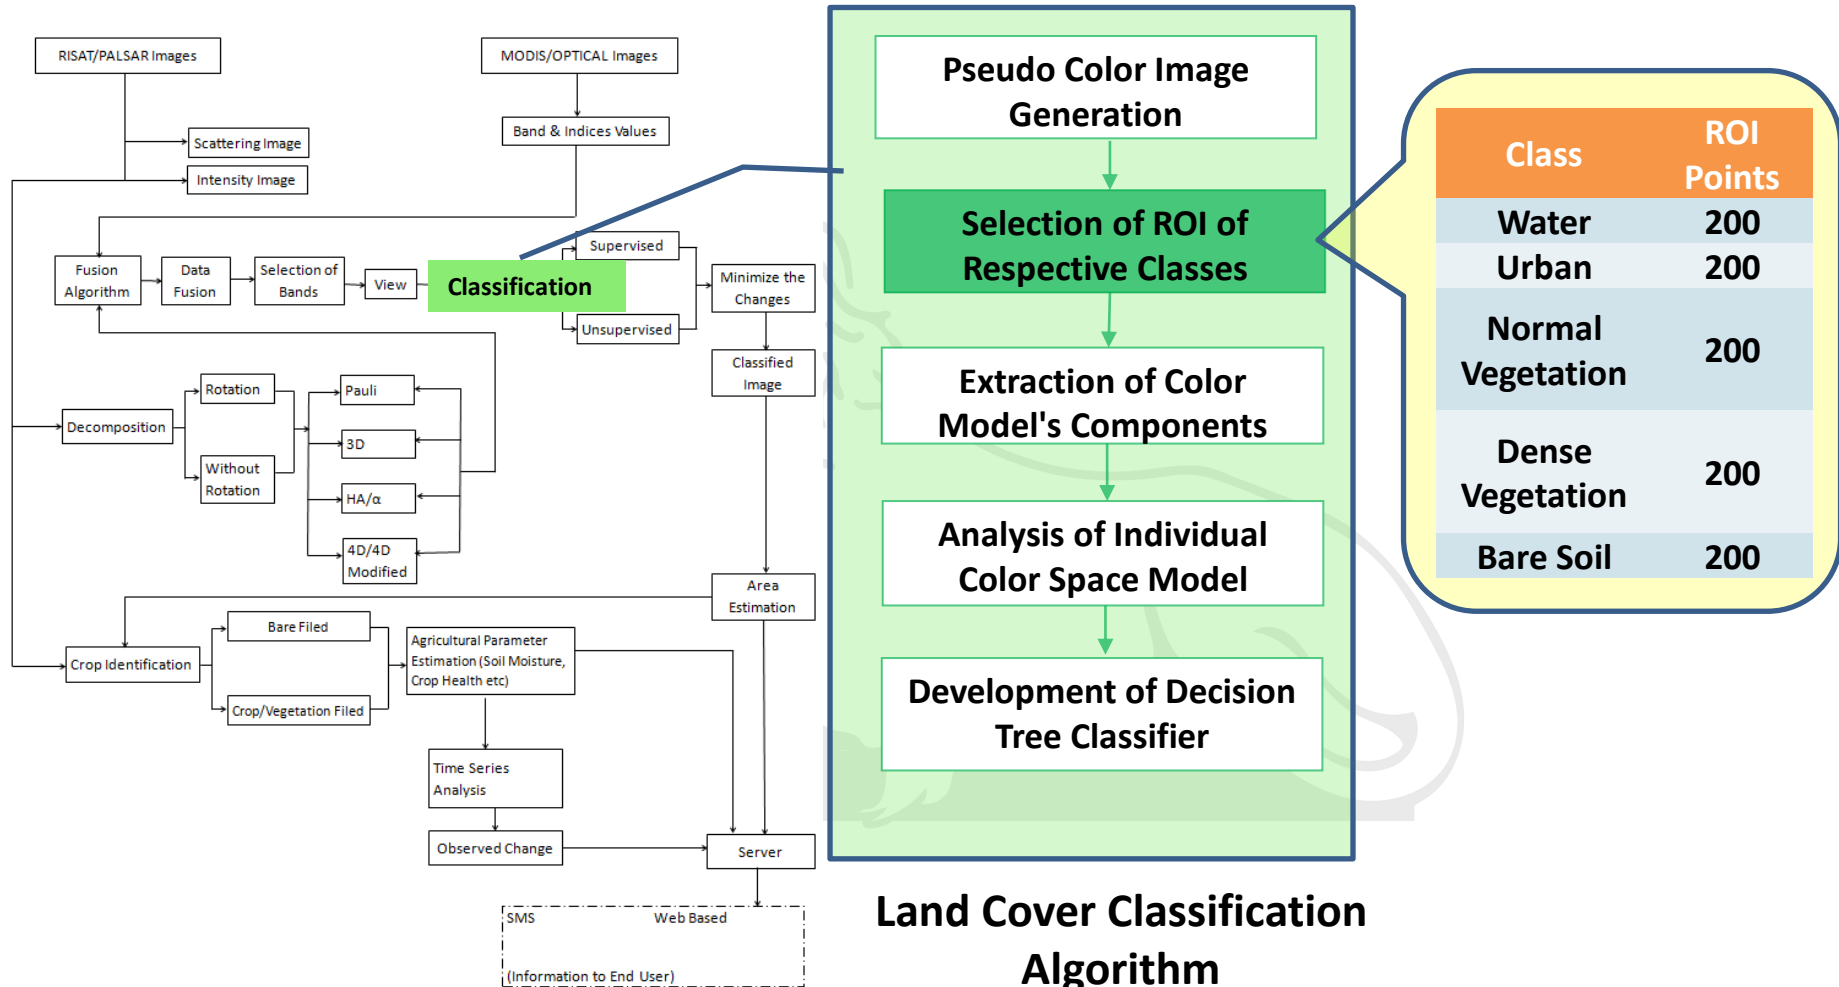 RISAT/PALSAR Images
MODIS/OPTICAL Images
Scattering Image
Intensity Image
Band & Indices Values
Fusion
Algorithm
Data
Fusion
Selection of
Bands
View
Classification
Supervised
Unsupervised
Minimize the
Changes
Classified
Image
Decomposition
Rotation
Without
Rotation
Pauli
3D
HA/α
4D/4D
Modified
Area
Estimation
Crop Identification
Bare Filed
Crop/Vegetation Filed
Agricultural Parameter
Estimation (Soil Moisture,
Crop Health etc)
Time Series
Analysis
Observed Change
Server
SMS Web Based
(Information to End User)
Pseudo Color Image
Generation
Selection of ROI of
Respective Classes
Extraction of Color
Model's Components
Analysis of Individual
Color Space Model
Development of Decision
Tree Classifier
Land Cover Classification
Algorithm
Class ROI
Points
Water 200
Urban 200
Normal
Vegetation 200
Dense
Vegetation 200
Bare Soil 200